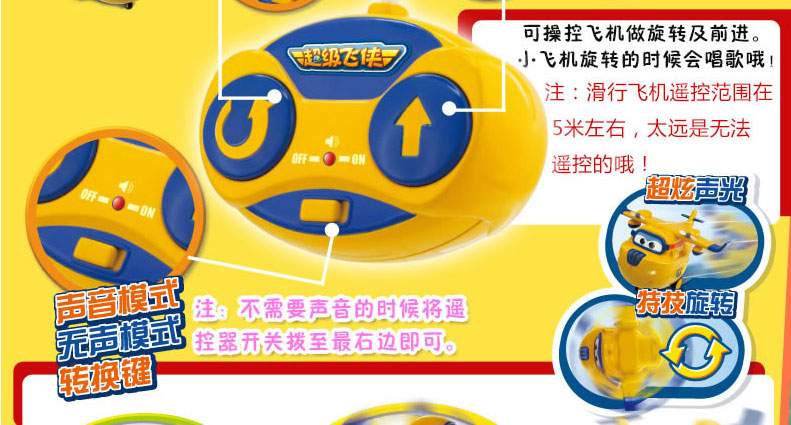 可操控飞机做旋转及前进。
小飞机旋转的时候会唱歌哦!
注:滑行飞机遥控范围在
5米左右,太远是无法
遥控的哦!
超级飞侠
OFF ON
OFF ON
超炫声光
特技旋转
声音模式
无声模式
转换键
注:不需要声音的时候将遥
控器开关拨至最右边即可。